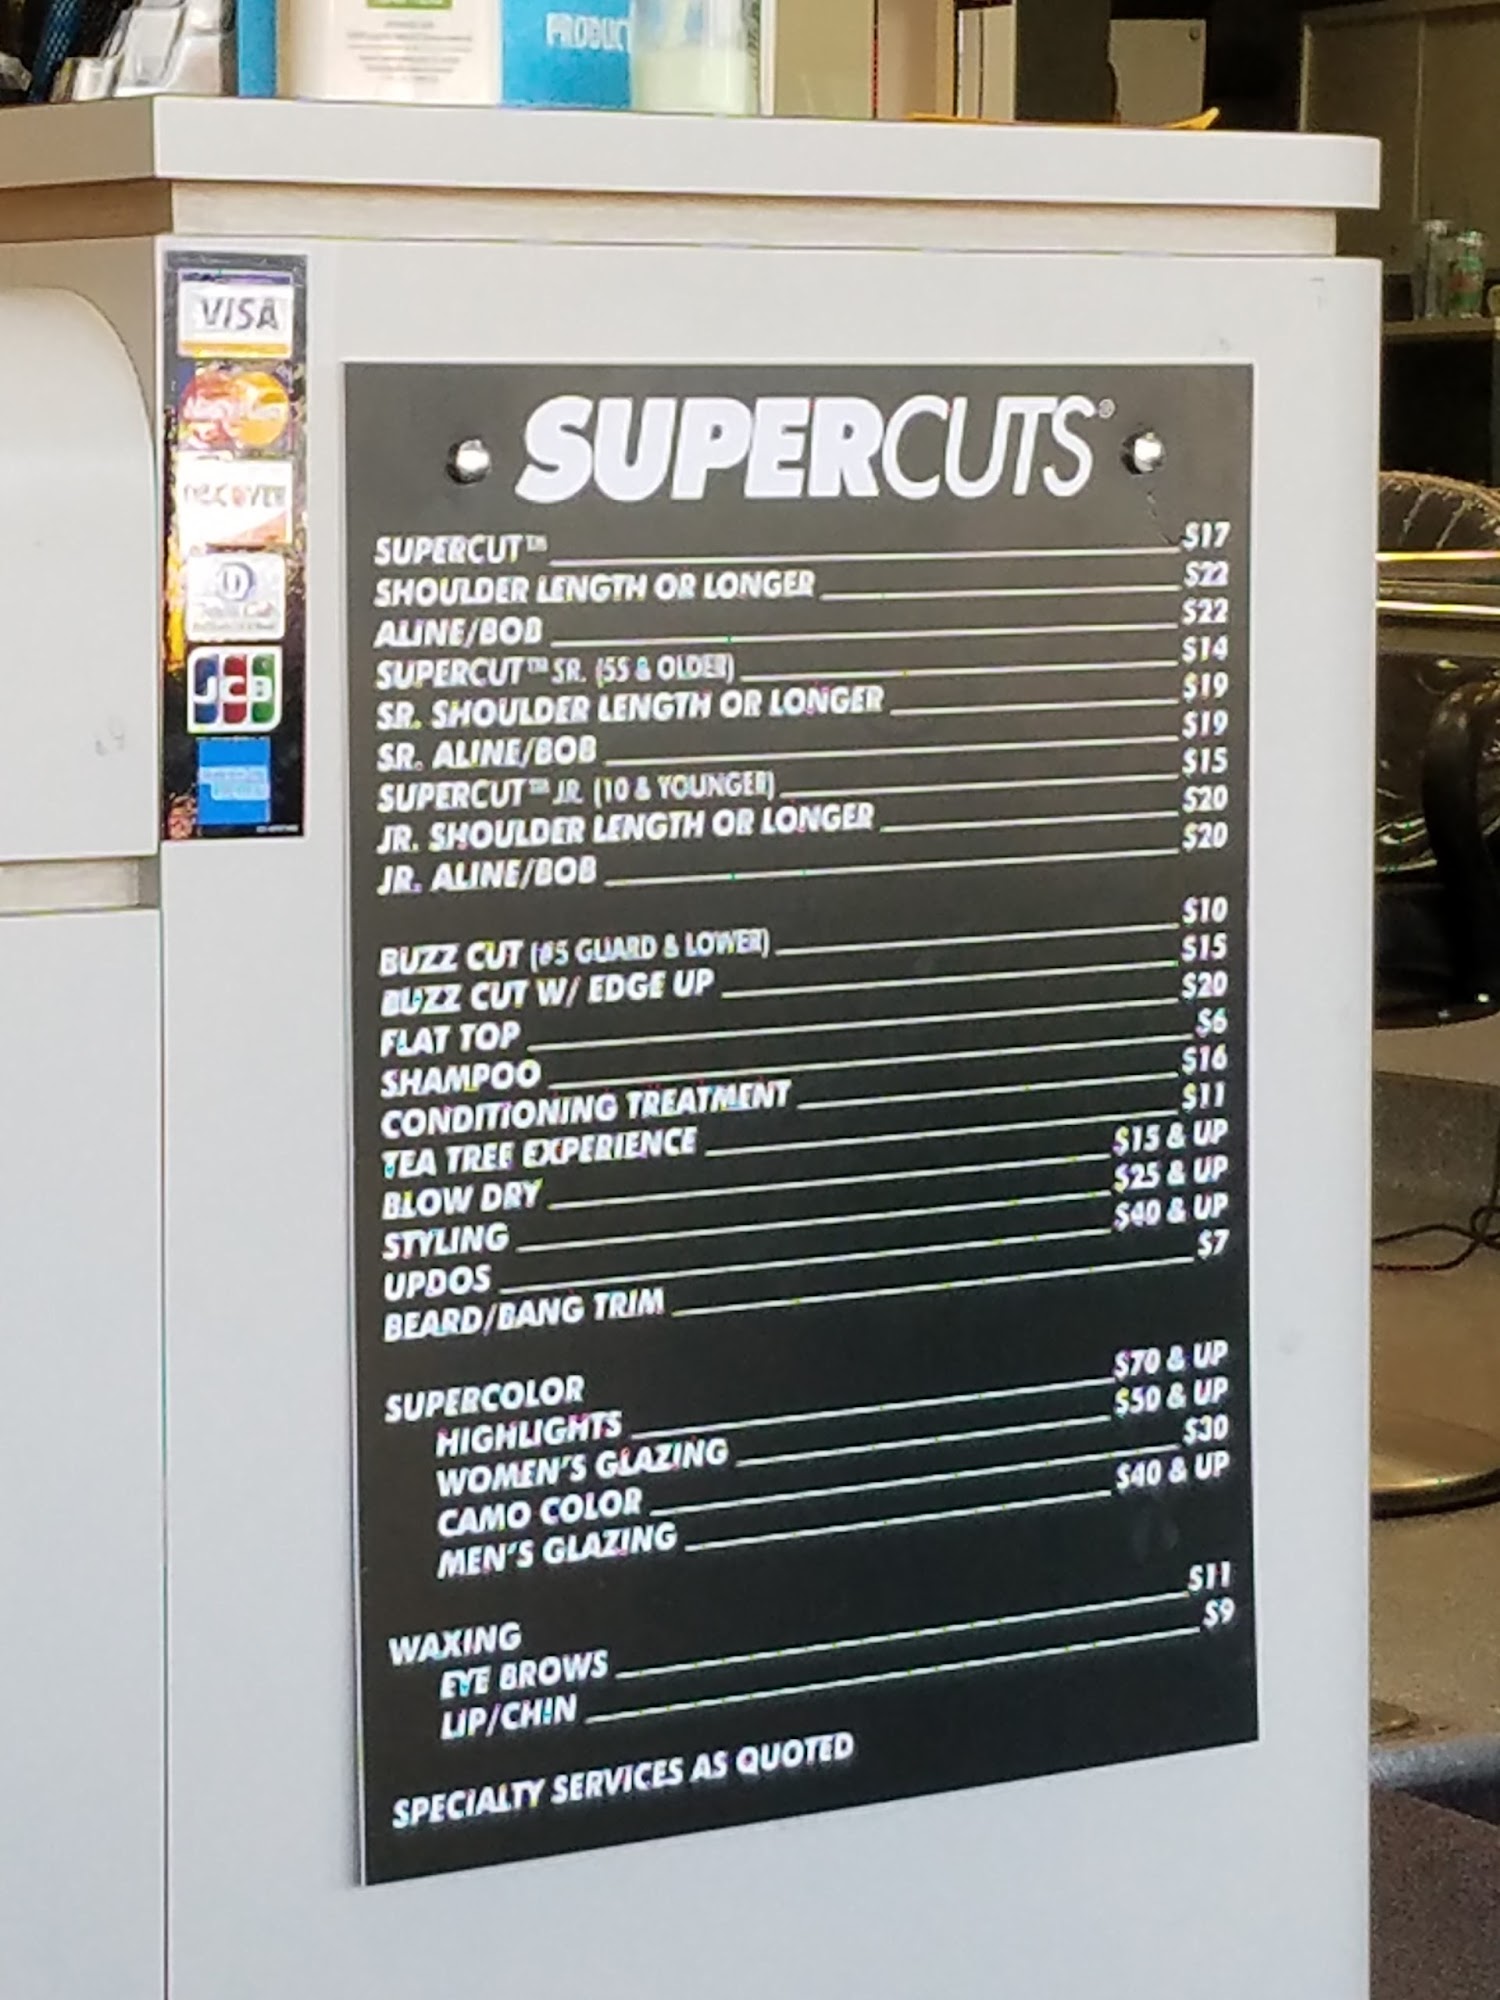 PRODUCT
VISA
MasterCard
DISCOVER
JCB
SUPERCUTS®
SUPERCUT™ $17
SHOULDER LENGTH OR LONGER $22
ALINE/BOB $22
SUPERCUT™ SR. (55 & OLDER) $14
SR. SHOULDER LENGTH OR LONGER $19
SR. ALINE/BOB $19
SUPERCUT™ JR. (10 & YOUNGER) $15
JR. SHOULDER LENGTH OR LONGER $20
JR. ALINE/BOB $20
BUZZ CUT (#5 GUARD & LOWER) $10
BUZZ CUT W/ EDGE UP $15
FLAT TOP $20
SHAMPOO $6
CONDITIONING TREATMENT $16
TEA TREE EXPERIENCE $11
BLOW DRY $15 & UP
STYLING $25 & UP
UPDOS $40 & UP
BEARD/BANG TRIM $7
SUPERCOLOR
HIGHLIGHTS $70 & UP
WOMEN'S GLAZING $50 & UP
CAMO COLOR $30
MEN'S GLAZING $40 & UP
WAXING
EYE BROWS $11
LIP/CHIN $9
SPECIALTY SERVICES AS QUOTED